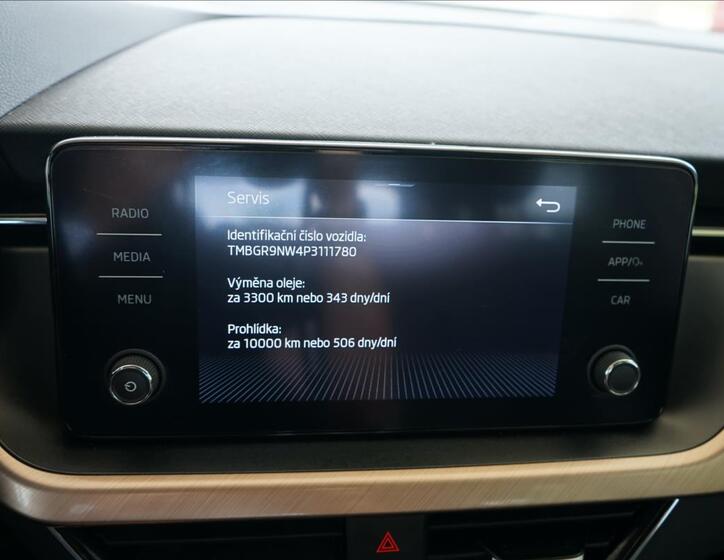 Servis
RADIO
MEDIA
MENU
Identifikační číslo vozidla:
TMBGR9NW4P3111780
Výměna oleje:
za 3300 km nebo 343 dny/dní
Prohlídka:
za 10000 km nebo 506 dny/dní
PHONE
APP/
CAR